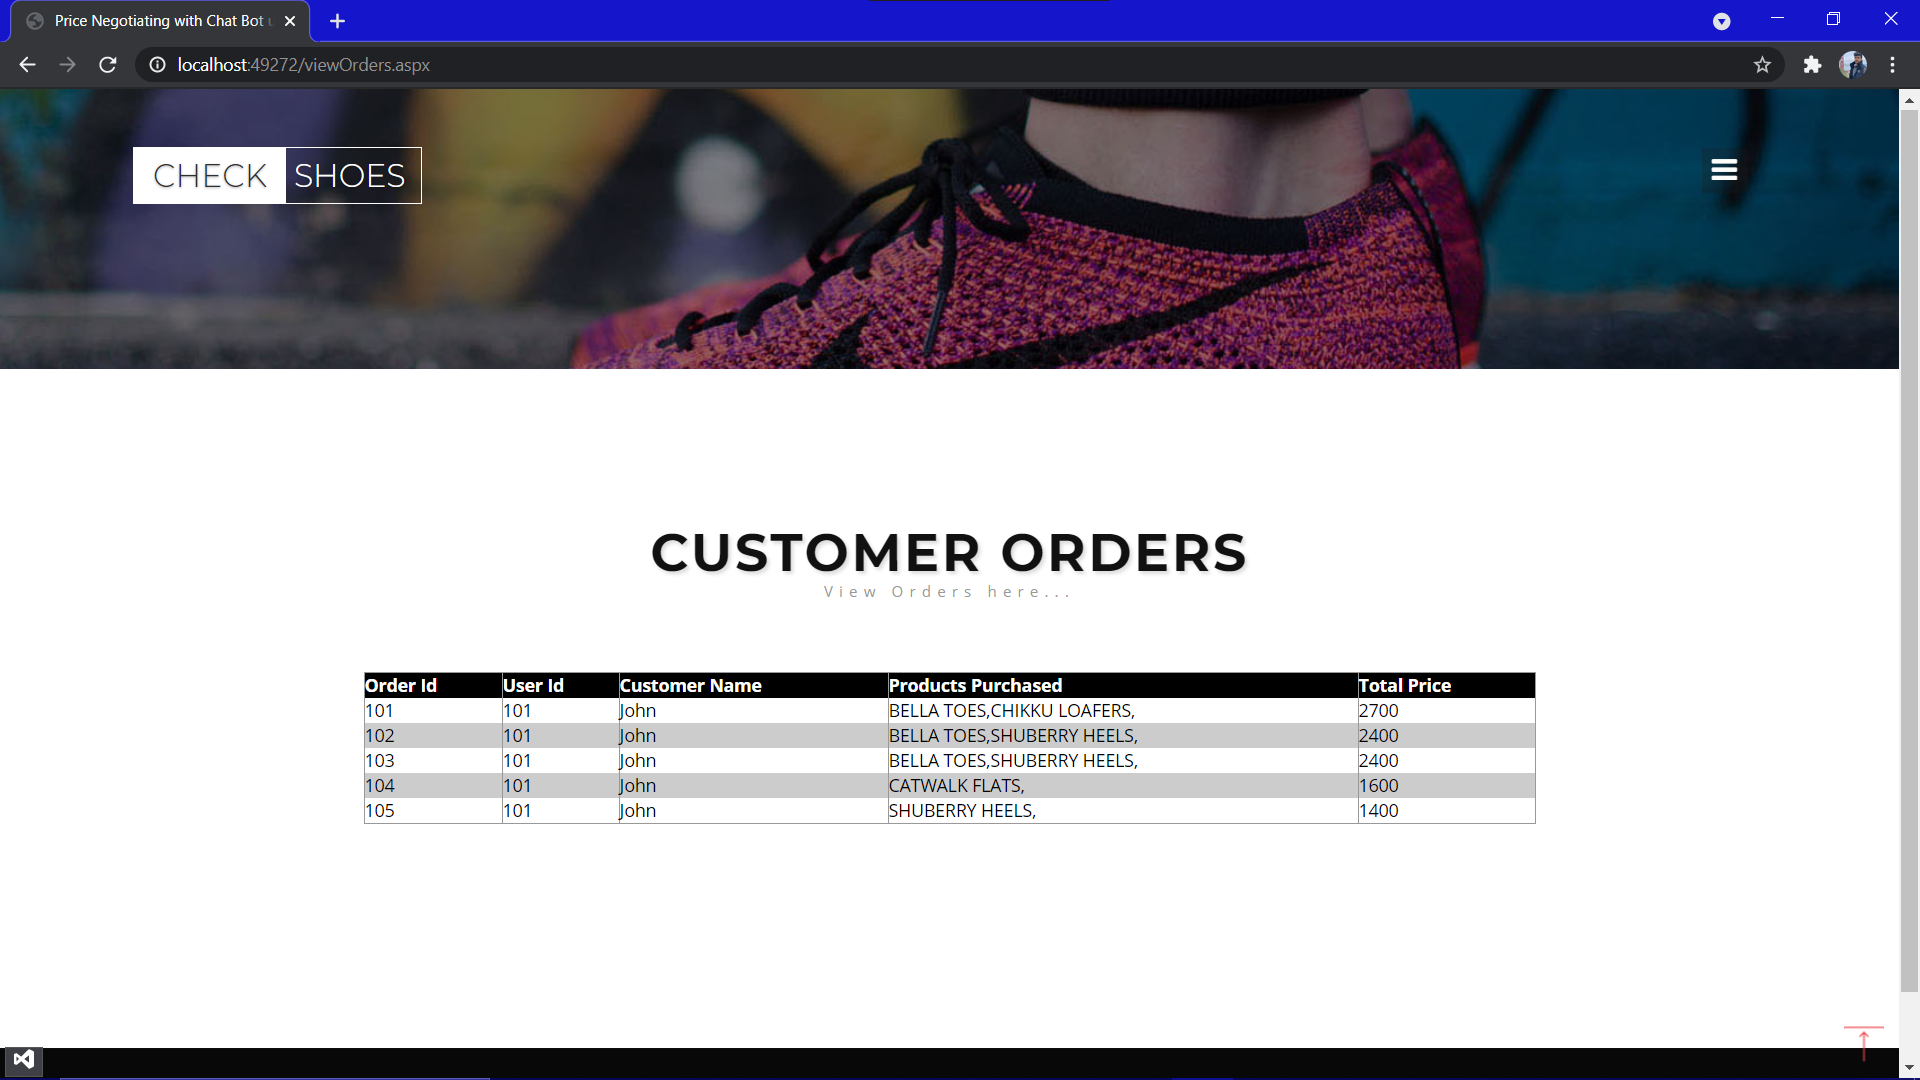 Price Negotiating with Chat Bot
localhost:49272/viewOrders.aspx
CHECK SHOES
CUSTOMER ORDERS
View Orders here...
Order Id User Id Customer Name Products Purchased Total Price
101 101 John BELLA TOES,CHIKKU LOAFERS, 2700
102 101 John BELLA TOES,SHUBERRY HEELS, 2400
103 101 John BELLA TOES,SHUBERRY HEELS, 2400
104 101 John CATWALK FLATS, 1600
105 101 John SHUBERRY HEELS, 1400